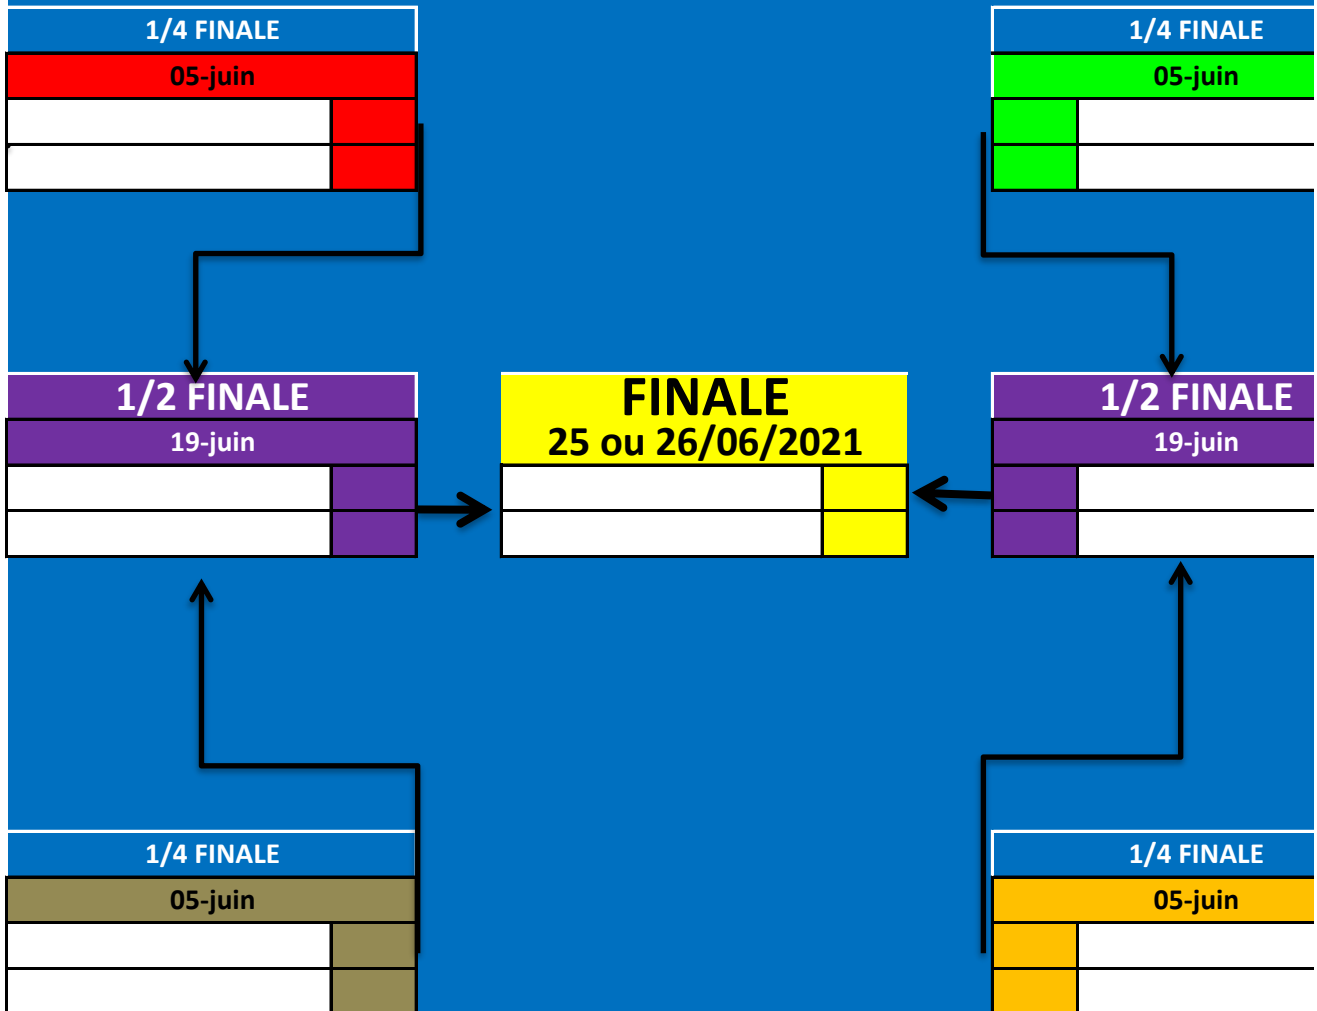 1/4 FINALE
1/4 FINALE
05-juin
05-juin
1/2 FINALE
FINALE
1/2 FINALE
19-juin
25 ou 26/06/2021
19-juin
1/4 FINALE
1/4 FINALE
05-juin
05-juin